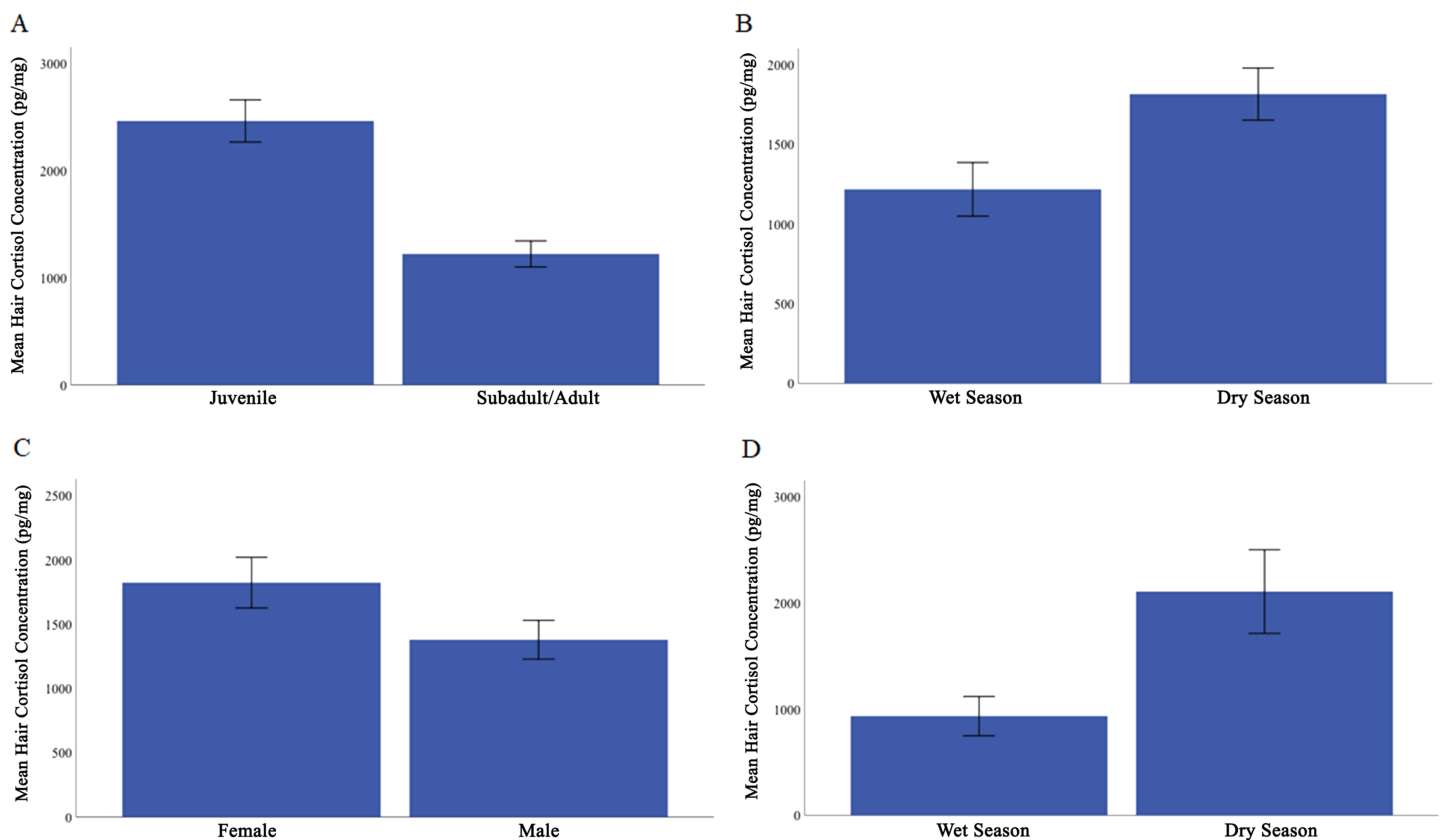 A
Mean Hair Cortisol Concentration (pg/mg)
3000
2000
1000
0
Juvenile
Subadult/Adult
B
Mean Hair Cortisol Concentration (pg/mg)
2000
1500
1000
500
0
Wet Season
Dry Season
C
Mean Hair Cortisol Concentration (pg/mg)
2500
2000
1500
1000
500
0
Female
Male
D
Mean Hair Cortisol Concentration (pg/mg)
3000
2000
1000
0
Wet Season
Dry Season